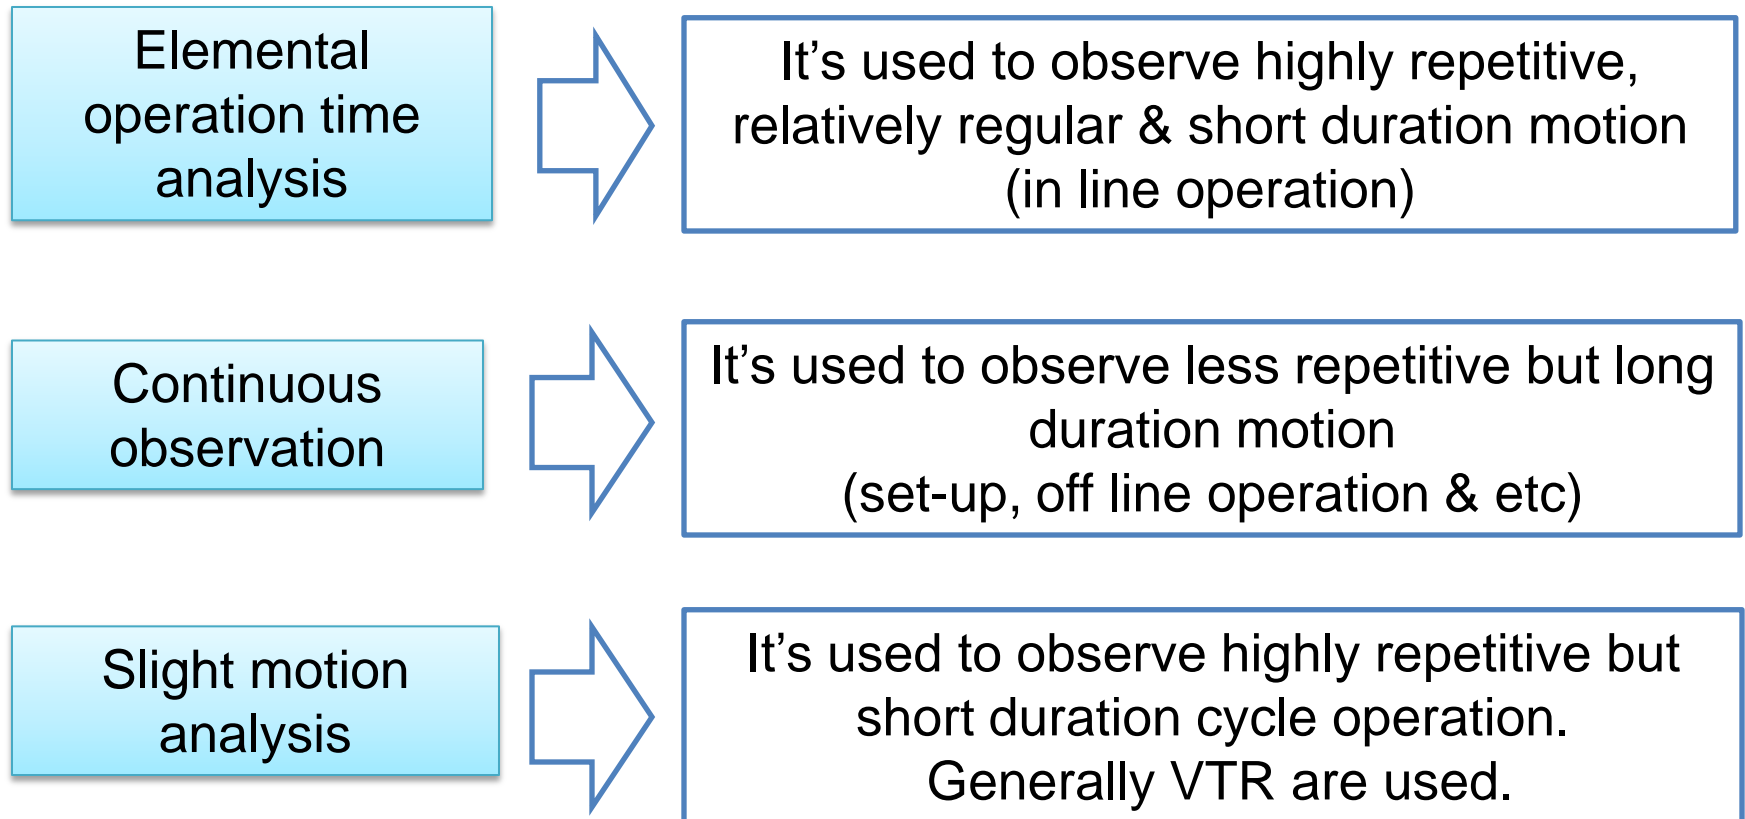 Elemental
operation time
analysis
It’s used to observe highly repetitive,
relatively regular & short duration motion
(in line operation)
Continuous
observation
It’s used to observe less repetitive but long
duration motion
(set-up, off line operation & etc)
Slight motion
analysis
It’s used to observe highly repetitive but
short duration cycle operation.
Generally VTR are used.